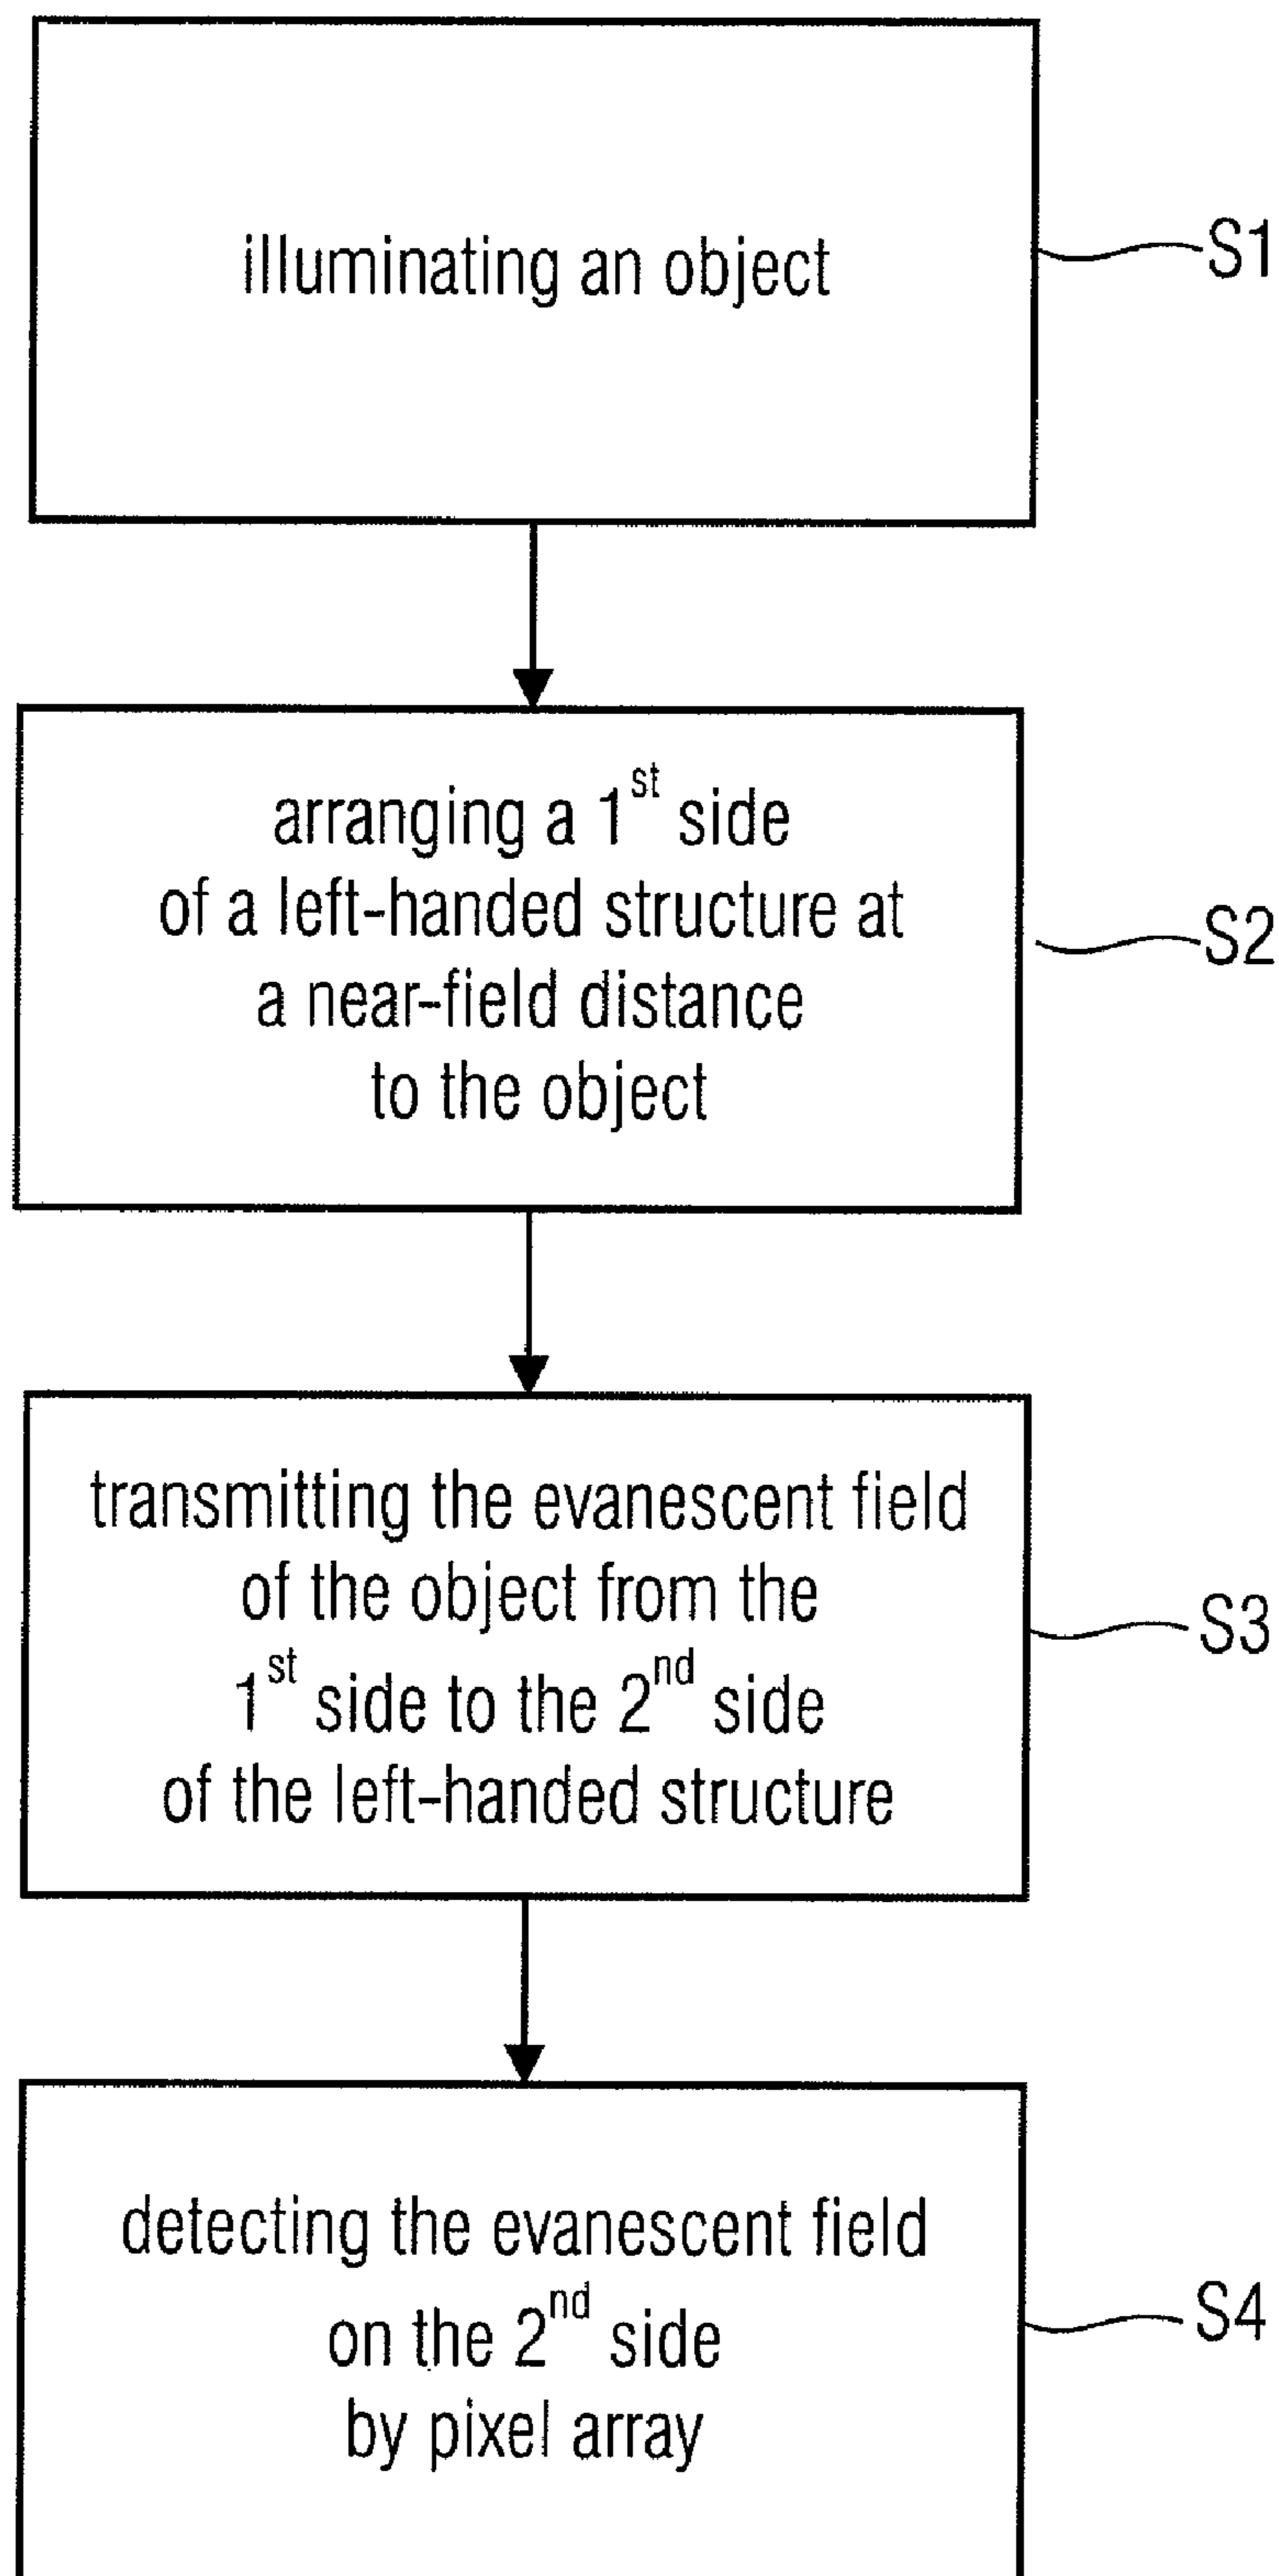 illuminating an object
S1
arranging a 1st side
of a left-handed structure at
a near-field distance
to the object
S2
transmitting the evanescent field
of the object from the
1st side to the 2nd side
of the left-handed structure
S3
detecting the evanescent field
on the 2nd side
by pixel array
S4